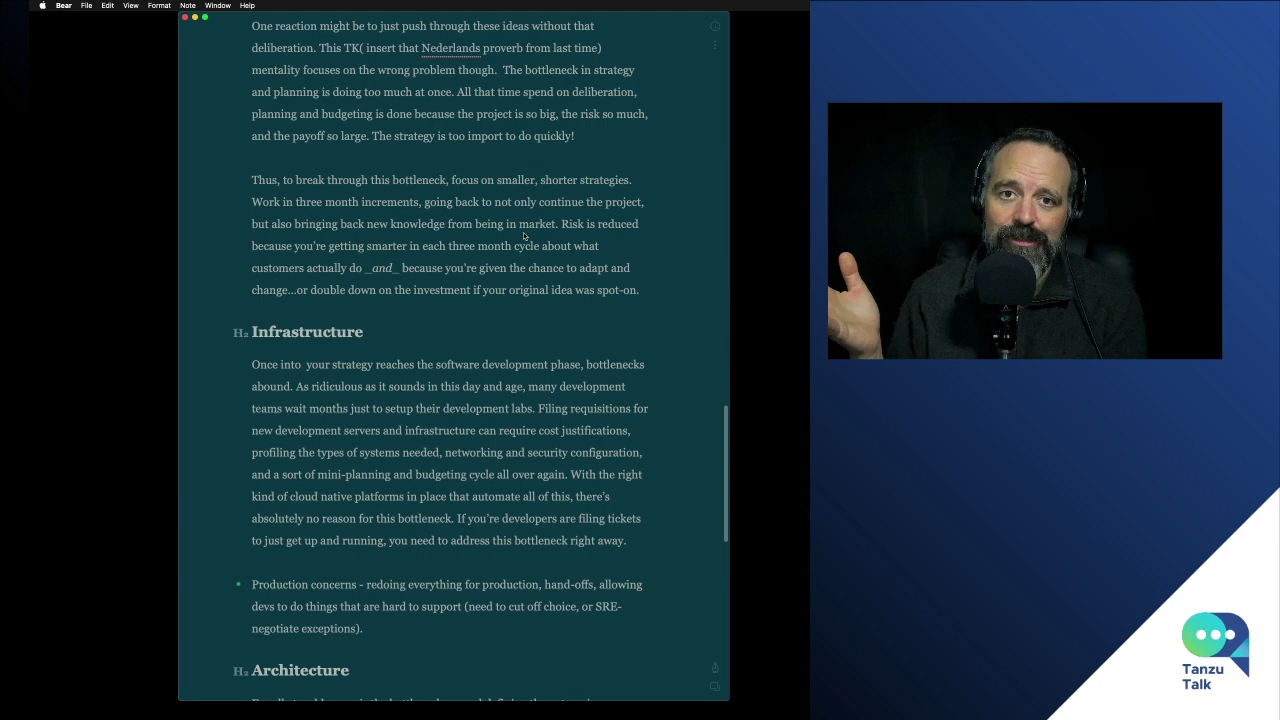 Bear File Edit View Format Note Window Help
One reaction might be to just push through these ideas without that
deliberation. This TK( insert that Nederlands proverb from last time)
mentality focuses on the wrong problem though.  The bottleneck in strategy
and planning is doing too much at once. All that time spend on deliberation,
planning and budgeting is done because the project is so big, the risk so much,
and the payoff so large. The strategy is too import to do quickly!
Thus, to break through this bottleneck, focus on smaller, shorter strategies.
Work in three month increments, going back to not only continue the project,
but also bringing back new knowledge from being in market. Risk is reduced
because you're getting smarter in each three month cycle about what
customers actually do _and_ because you're given the chance to adapt and
change...or double down on the investment if your original idea was spot-on.
H2 Infrastructure
Once into  your strategy reaches the software development phase, bottlenecks
abound. As ridiculous as it sounds in this day and age, many development
teams wait months just to setup their development labs. Filing requisitions for
new development servers and infrastructure can require cost justifications,
profiling the types of systems needed, networking and security configuration,
and a sort of mini-planning and budgeting cycle all over again. With the right
kind of cloud native platforms in place that automate all of this, there's
absolutely no reason for this bottleneck. If you're developers are filing tickets
to just get up and running, you need to address this bottleneck right away.
Production concerns - redoing everything for production, hand-offs, allowing
devs to do things that are hard to support (need to cut off choice, or SRE-
negotiate exceptions).
H2 Architecture
Tanzu
Talk